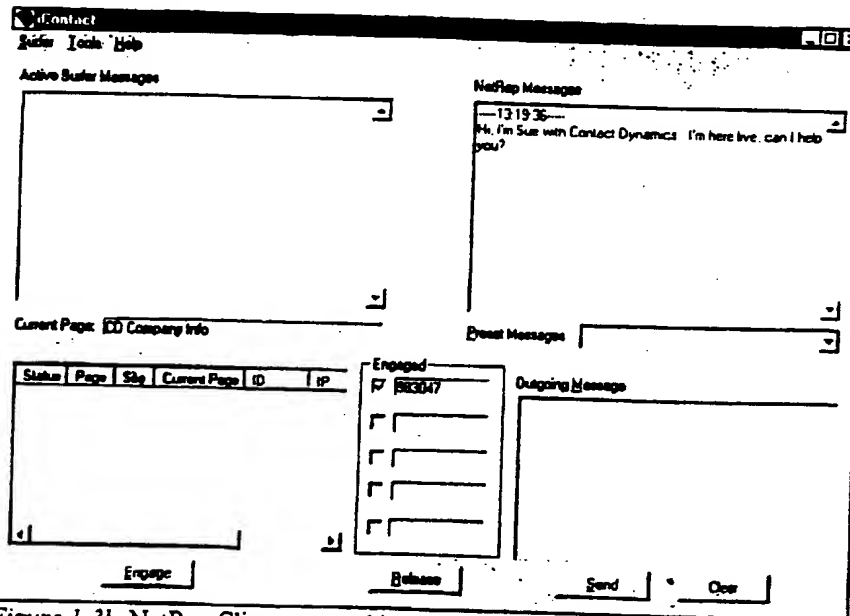 iContact
Surfer Tools Help
Active Surfer Messages
NetRep Messages
----13:19:36----
Hi, I'm Sue with Contact Dynamics. I'm here live, can I help
you?
Current Page: CD Company Info
Preset Messages
Status Page Site Current Page ID IP
Engaged
983047
Outgoing Message
Engage
Release
Send
Clear